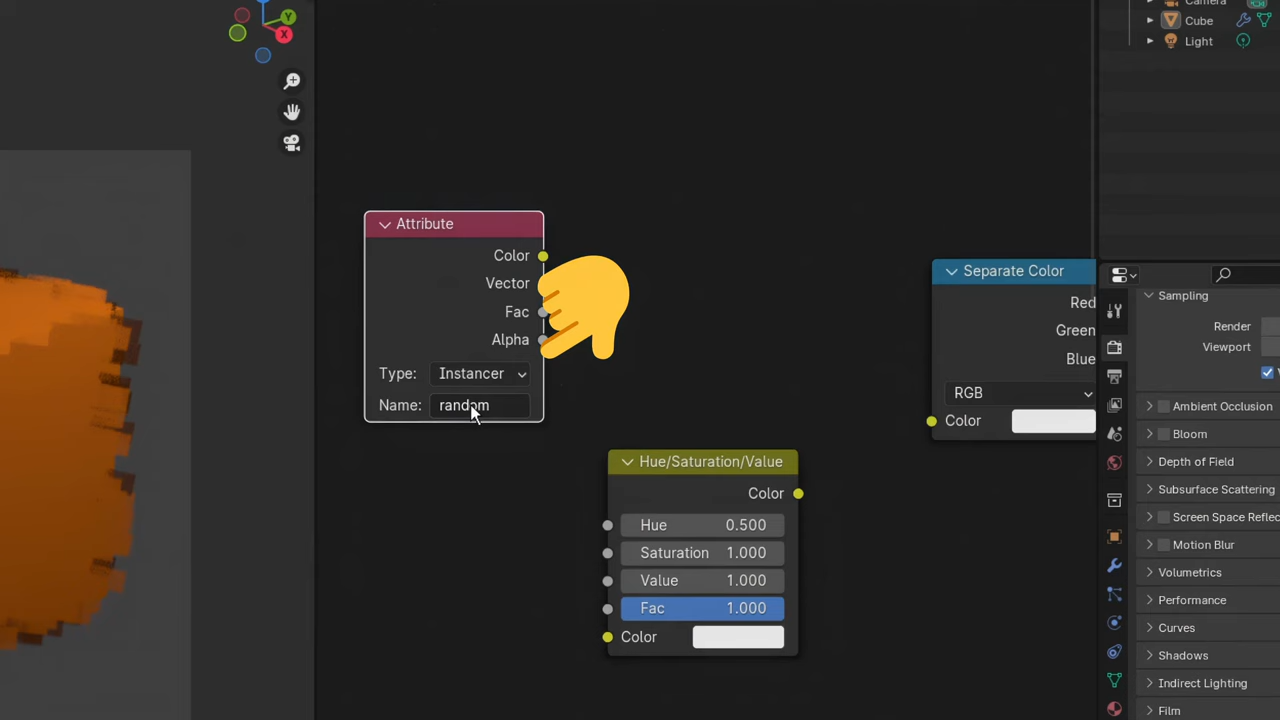 Camera
Cube
Light
Y
X
Attribute
Color
Vector
Fac
Alpha
Type: Instancer
Name: random
Separate Color
Red
Green
Blue
RGB
Color
Hue/Saturation/Value
Color
Hue 0.500
Saturation 1.000
Value 1.000
Fac 1.000
Color
Sampling
Render
Viewport
Ambient Occlusion
Bloom
Depth of Field
Subsurface Scattering
Screen Space Reflec
Motion Blur
Volumetrics
Performance
Curves
Shadows
Indirect Lighting
Film